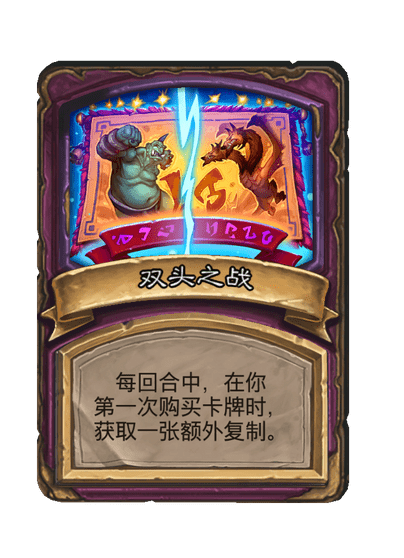 双头之战
每回合中，在你
第一次购买卡牌时，
获取一张额外复制。